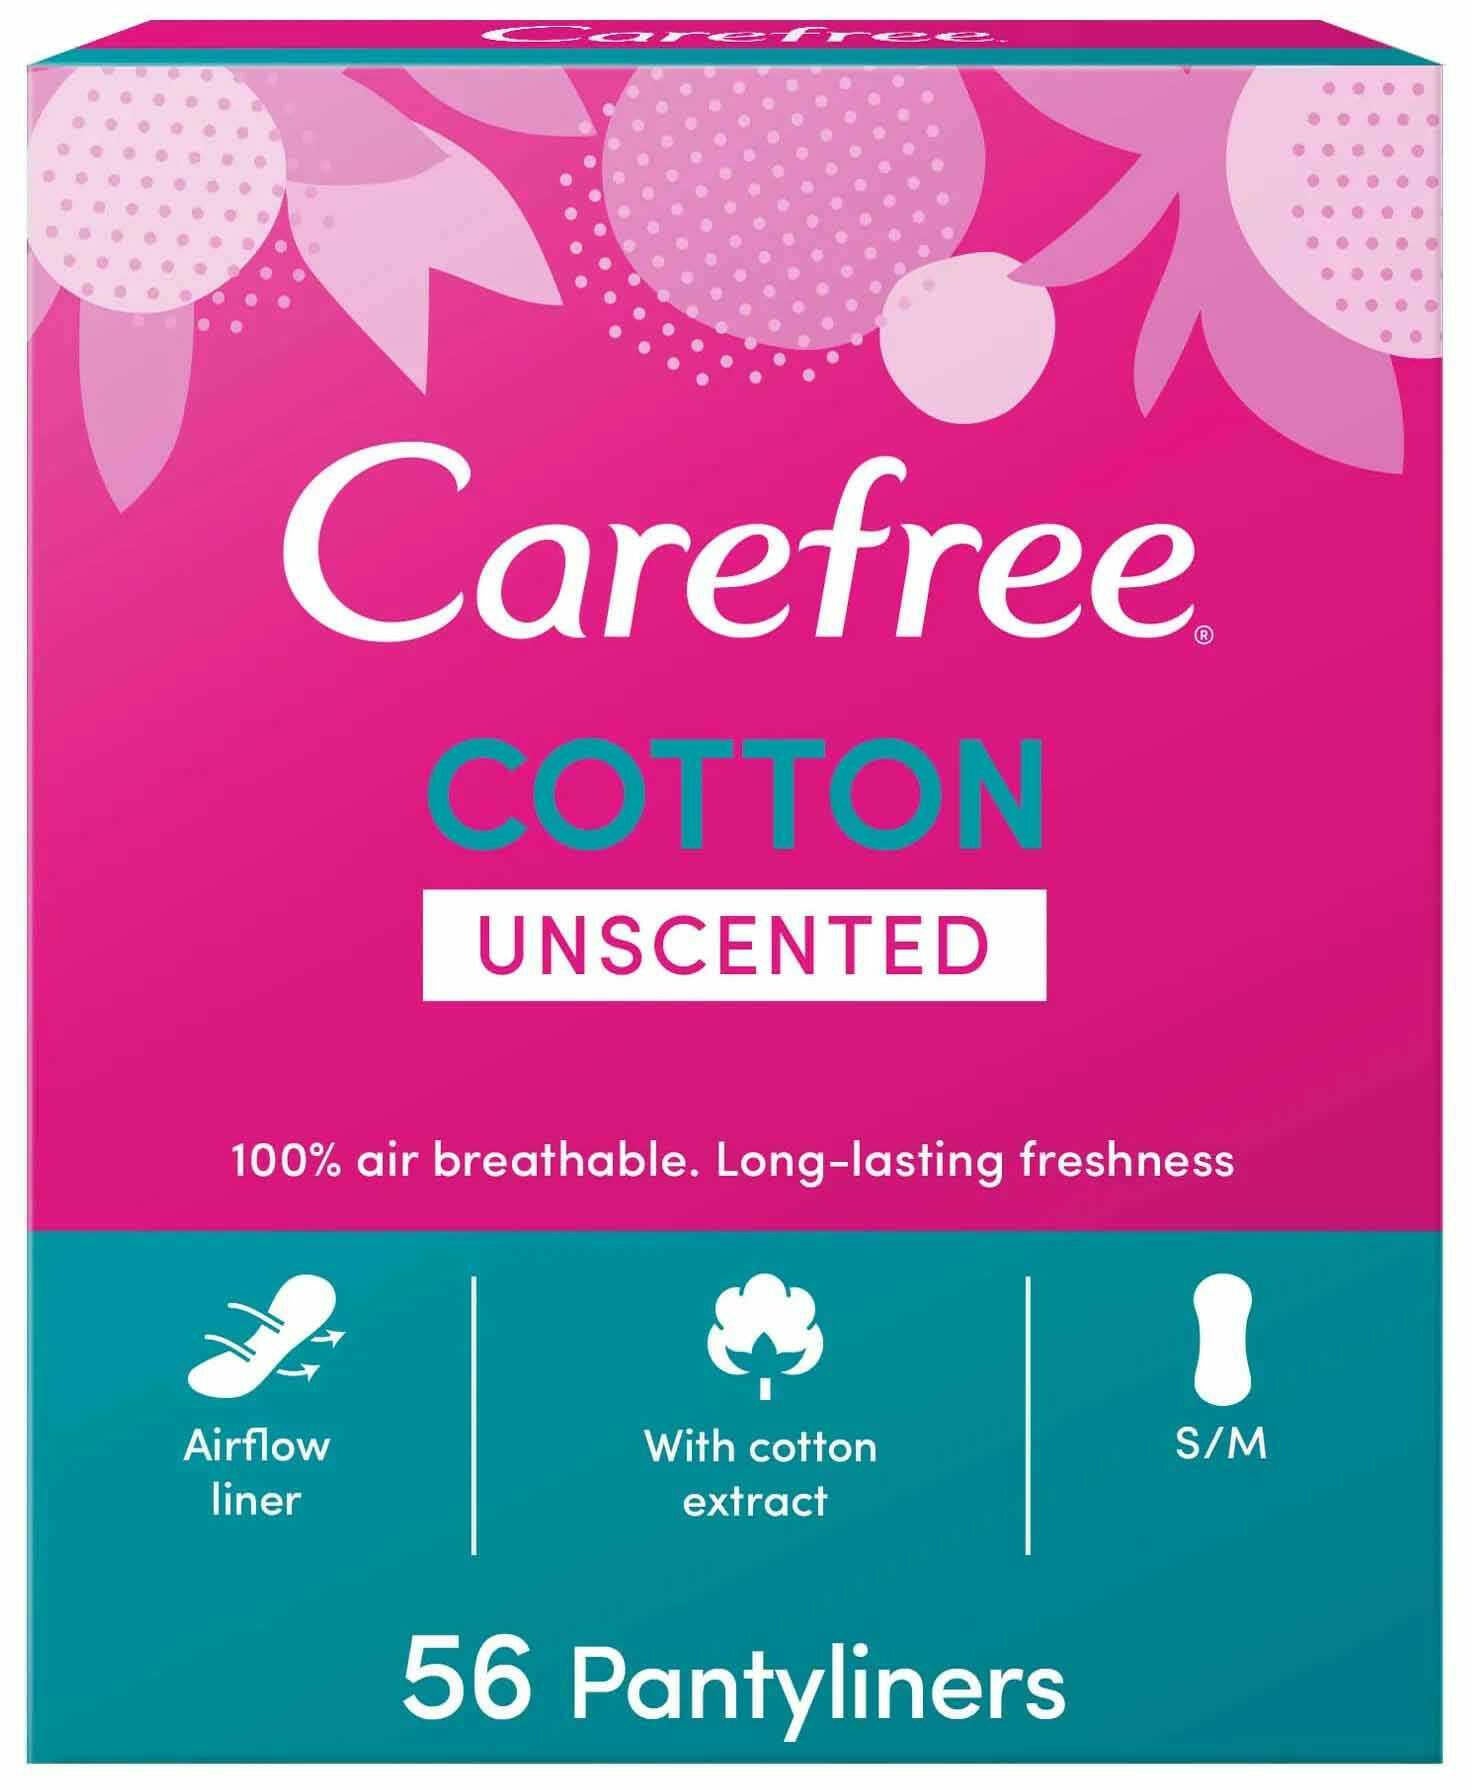 Carefree
Carefree®
COTTON
UNSCENTED
100% air breathable. Long-lasting freshness
Airflow
liner
With cotton
extract
S/M
56 Pantyliners